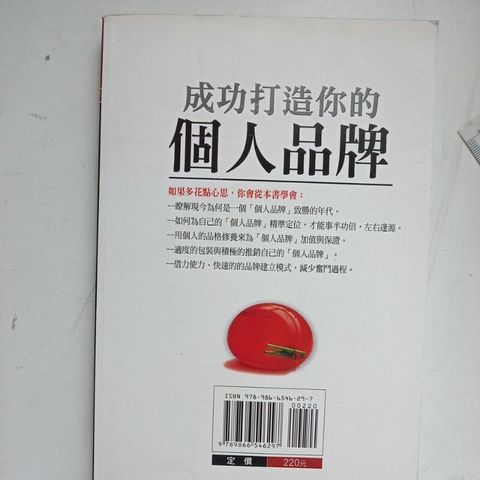 成功打造你的
個人品牌
如果多花點心思，你會從本書學會：
--瞭解現今為何是一個「個人品牌」致勝的年代。
--如何為自己的「個人品牌」精準定位，才能事半功倍，左右逢源。
--用個人的品格修養來為「個人品牌」加值與保證。
--適度的包裝與積極的推銷自己的「個人品牌」。
--借力使力、快速的的品牌建立模式，減少奮鬥過程。
ISBN 978-986-6546-29-7
00220
9789866546297
定價 220元